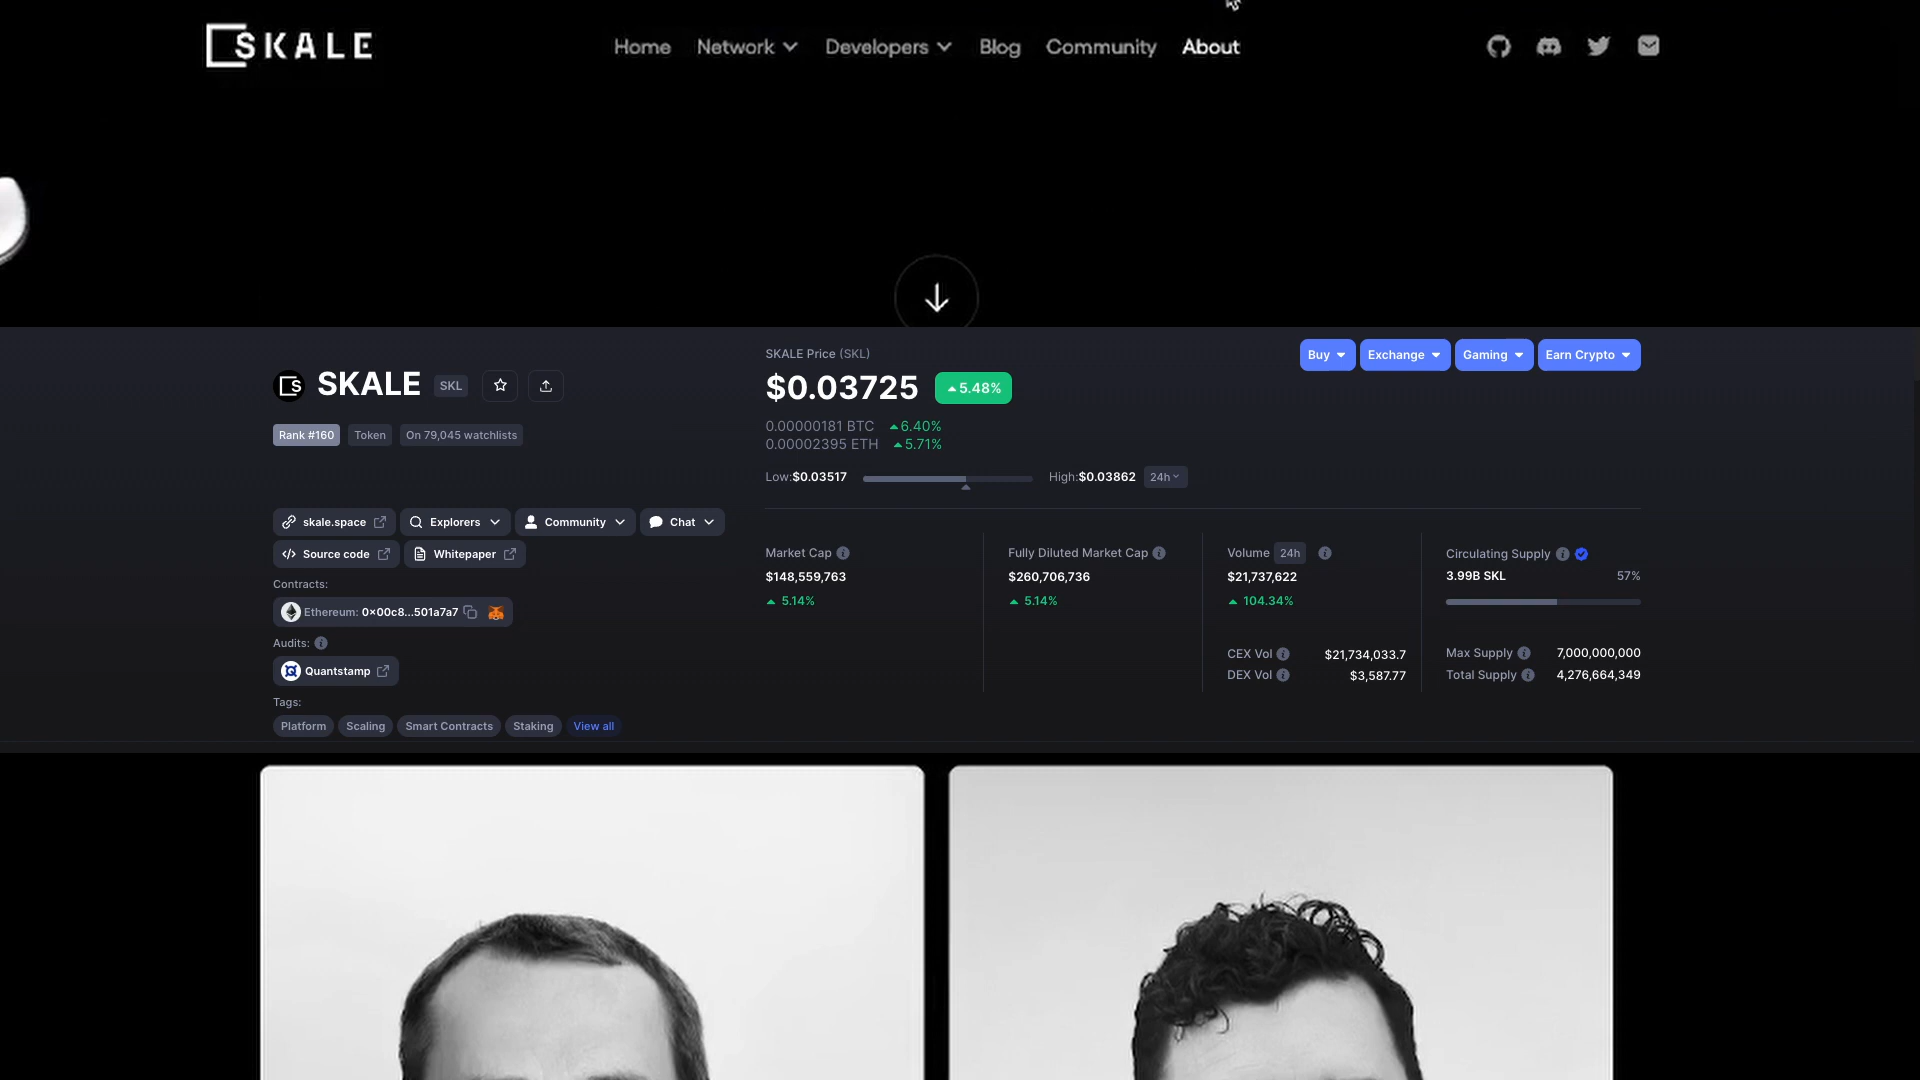 SKALE
Home Network Developers Blog Community About
SKALE Price (SKL)
Buy Exchange Gaming Earn Crypto
SKALE SKL
$0.03725 5.48%
Rank #160 Token On 79,045 watchlists
0.00000181 BTC 6.40%
0.00002395 ETH 5.71%
Low:$0.03517 High:$0.03862 24h
skale.space Explorers Community Chat
Source code Whitepaper
Contracts:
Ethereum: 0x00c8...501a7a7
Audits:
Quantstamp
Tags:
Platform Scaling Smart Contracts Staking View all
Market Cap
$148,559,763
5.14%
Fully Diluted Market Cap
$260,706,736
5.14%
Volume 24h
$21,737,622
104.34%
CEX Vol $21,734,033.7
DEX Vol $3,587.77
Circulating Supply
3.99B SKL 57%
Max Supply 7,000,000,000
Total Supply 4,276,664,349